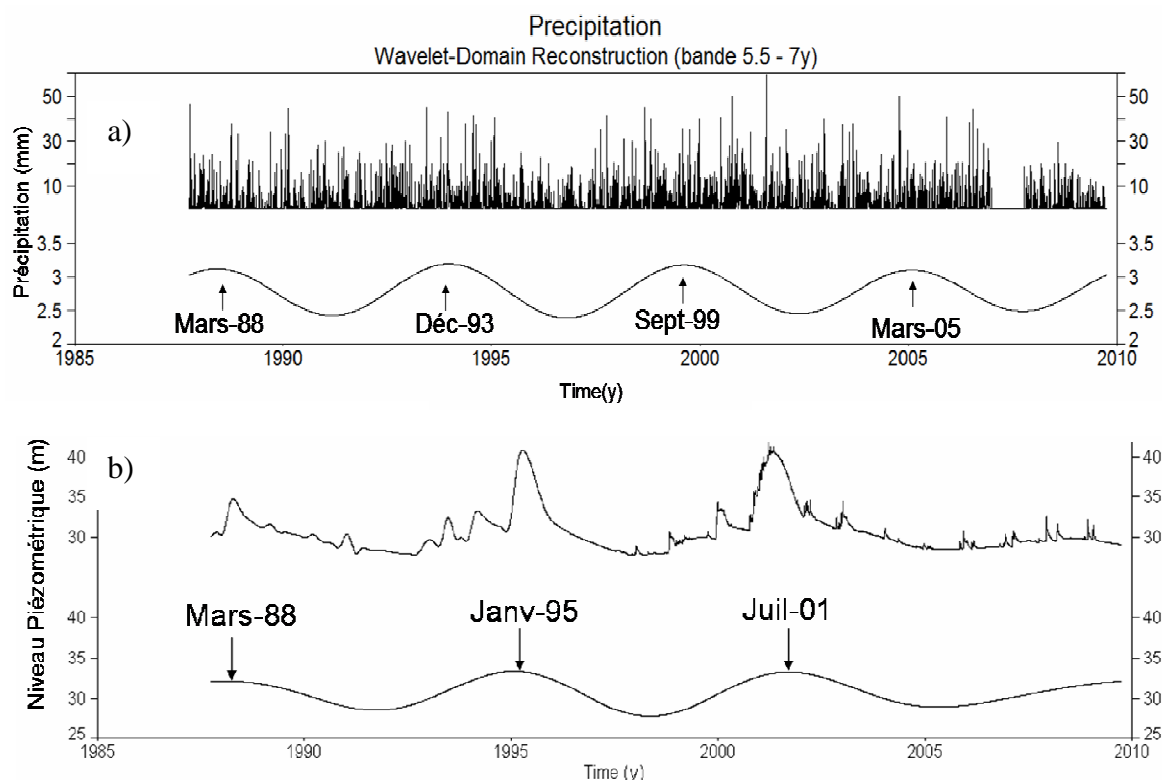 Precipitation
Wavelet-Domain Reconstruction (bande 5.5 - 7y)
a)
Précipitation (mm)
50
30
10
3.5
3
2.5
2
50
30
10
3.5
3
2.5
2
Mars-88
Déc-93
Sept-99
Mars-05
1985
1990
1995
2000
2005
2010
Time(y)
b)
Niveau Piézométrique (m)
40
35
30
40
35
30
25
40
35
30
40
35
30
25
Mars-88
Janv-95
Juil-01
1985
1990
1995
2000
2005
2010
Time (y)